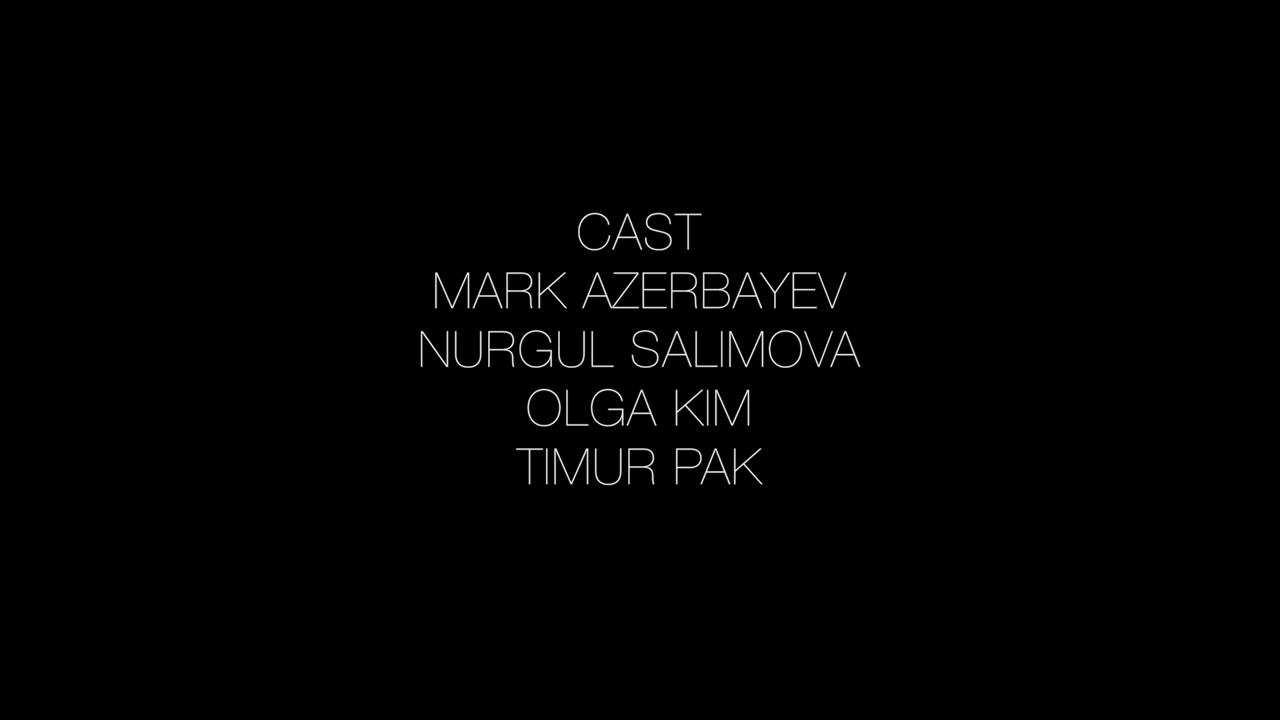 CAST
MARK AZERBAYEV
NURGUL SALIMOVA
OLGA KIM
TIMUR PAK